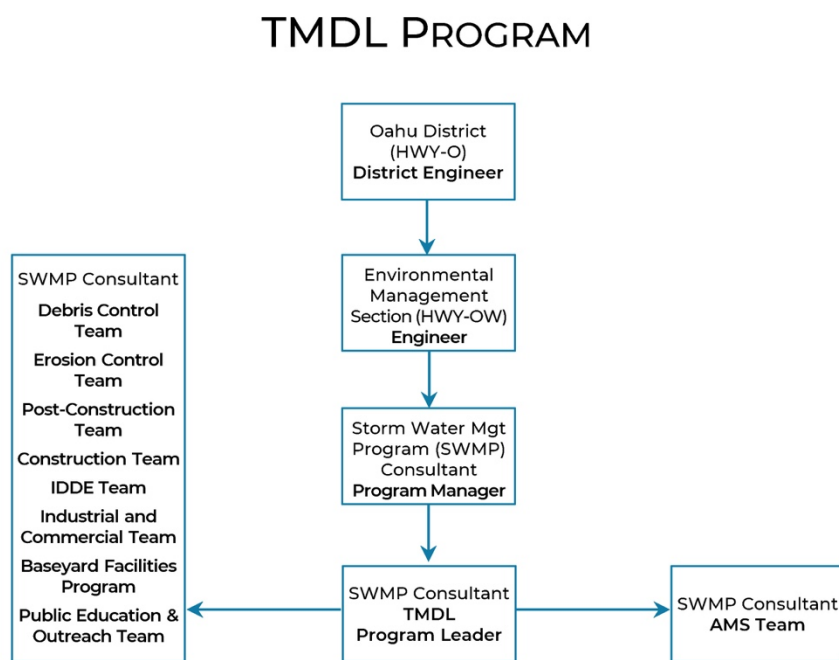 TMDL PROGRAM
Oahu District
(HWY-O)
District Engineer
Environmental
Management
Section (HWY-OW)
Engineer
Storm Water Mgt
Program (SWMP)
Consultant
Program Manager
SWMP Consultant
TMDL
Program Leader
SWMP Consultant
Debris Control
Team
Erosion Control
Team
Post-Construction
Team
Construction Team
IDDE Team
Industrial and
Commercial Team
Baseyard Facilities
Program
Public Education &
Outreach Team
SWMP Consultant
AMS Team